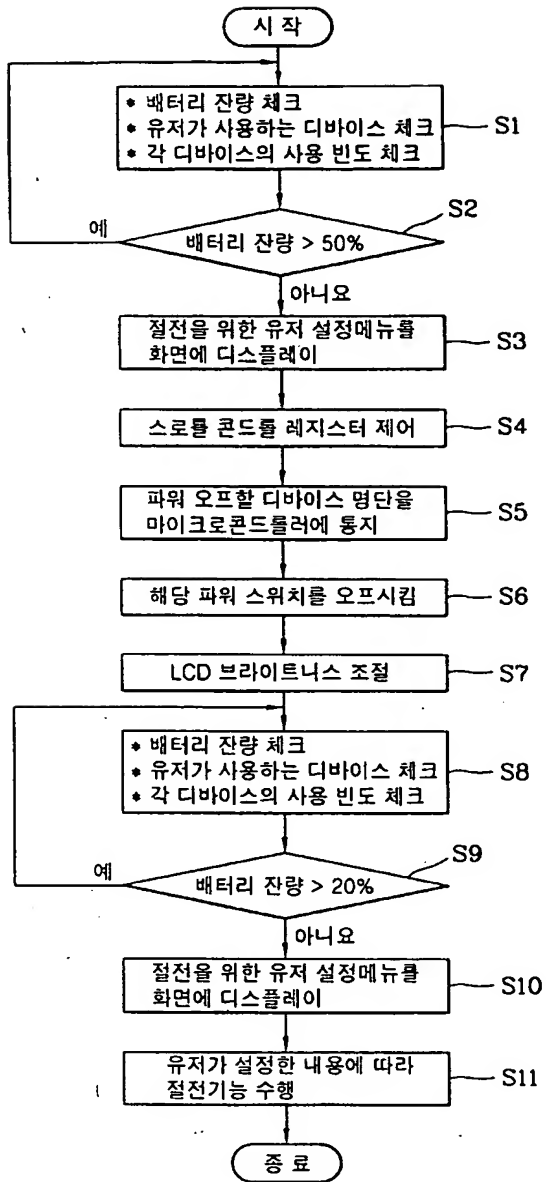 시 작
* 배터리 잔량 체크
* 유저가 사용하는 디바이스 체크
* 각 디바이스의 사용 빈도 체크
S1
S2
예
배터리 잔량 > 50%
아니요
절전을 위한 유저 설정메뉴를
화면에 디스플레이
S3
스로틀 콘드롤 레지스터 제어
S4
파워 오프할 디바이스 명단을
마이크로콘드롤러에 통지
S5
해당 파워 스위치를 오프시킴
S6
LCD 브라이트니스 조절
S7
* 배터리 잔량 체크
* 유저가 사용하는 디바이스 체크
* 각 디바이스의 사용 빈도 체크
S8
S9
예
배터리 잔량 > 20%
아니요
절전을 위한 유저 설정메뉴를
화면에 디스플레이
S10
유저가 설정한 내용에 따라
절전기능 수행
S11
종 료